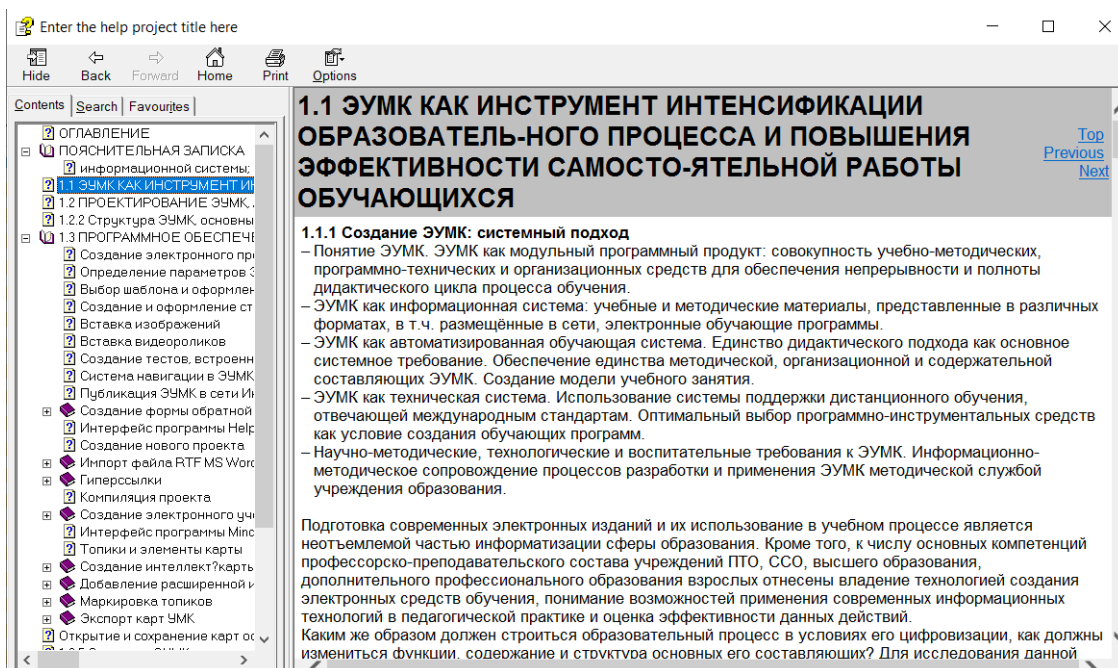 Enter the help project title here
Hide Back Forward Home Print Options
Contents Search Favourites
ОГЛАВЛЕНИЕ
ПОЯСНИТЕЛЬНАЯ ЗАПИСКА
информационной системы;
1.1 ЭУМК КАК ИНСТРУМЕНТ ИН
1.2 ПРОЕКТИРОВАНИЕ ЭУМК,
1.2.2 Структура ЭУМК, основны
1.3 ПРОГРАММНОЕ ОБЕСПЕЧЕ
Создание электронного пр
Определение параметров Э
Выбор шаблона и оформлен
Создание и оформление ст
Вставка изображений
Вставка видеороликов
Создание тестов, встроенн
Система навигации в ЭУМК
Публикация ЭУМК в сети Ин
Создание формы обратной
Интерфейс программы Help
Создание нового проекта
Импорт файла RTF MS Word
Гиперссылки
Компиляция проекта
Создание электронного уч
Интерфейс программы Mind
Топики и элементы карты
Создание интеллект?карть
Добавление расширенной и
Маркировка топиков
Экспорт карт УМК
Открытие и сохранение карт ос
1.1 ЭУМК КАК ИНСТРУМЕНТ ИНТЕНСИФИКАЦИИ
ОБРАЗОВАТЕЛЬ-НОГО ПРОЦЕССА И ПОВЫШЕНИЯ
ЭФФЕКТИВНОСТИ САМОСТО-ЯТЕЛЬНОЙ РАБОТЫ
ОБУЧАЮЩИХСЯ
Top
Previous
Next
1.1.1 Создание ЭУМК: системный подход
– Понятие ЭУМК. ЭУМК как модульный программный продукт: совокупность учебно-методических,
программно-технических и организационных средств для обеспечения непрерывности и полноты
дидактического цикла процесса обучения.
– ЭУМК как информационная система: учебные и методические материалы, представленные в различных
форматах, в т.ч. размещённые в сети, электронные обучающие программы.
– ЭУМК как автоматизированная обучающая система. Единство дидактического подхода как основное
системное требование. Обеспечение единства методической, организационной и содержательной
составляющих ЭУМК. Создание модели учебного занятия.
– ЭУМК как техническая система. Использование системы поддержки дистанционного обучения,
отвечающей международным стандартам. Оптимальный выбор программно-инструментальных средств
как условие создания обучающих программ.
– Научно-методические, технологические и воспитательные требования к ЭУМК. Информационно-
методическое сопровождение процессов разработки и применения ЭУМК методической службой
учреждения образования.
Подготовка современных электронных изданий и их использование в учебном процессе является
неотъемлемой частью информатизации сферы образования. Кроме того, к числу основных компетенций
профессорско-преподавательского состава учреждений ПТО, ССО, высшего образования,
дополнительного профессионального образования взрослых отнесены владение технологией создания
электронных средств обучения, понимание возможностей применения современных информационных
технологий в педагогической практике и оценка эффективности данных действий.
Каким же образом должен строиться образовательный процесс в условиях его цифровизации, как должны
измениться функции, содержание и структура основных его составляющих? Для исследования данной